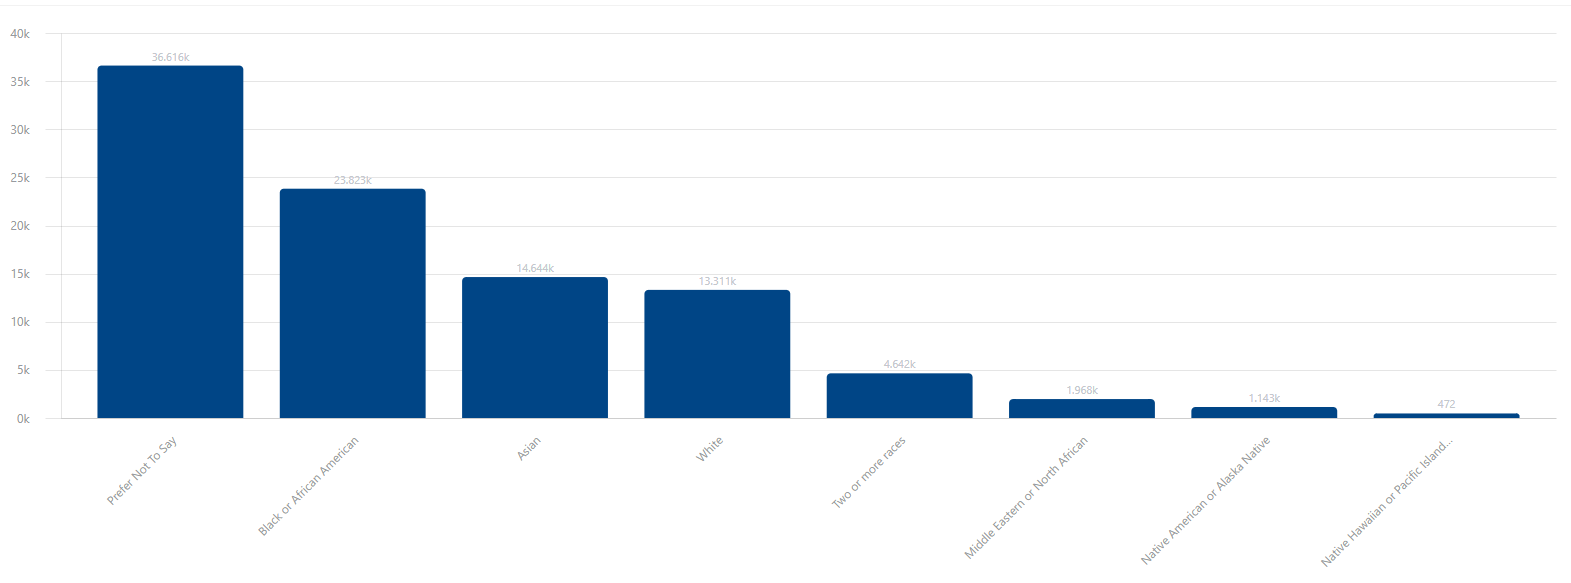 40k
35k
30k
25k
20k
15k
10k
5k
0k
36.616k
23.823k
14.644k
13.311k
4.642k
1.968k
1.143k
472
Prefer Not To Say
Black or African American
Asian
White
Two or more races
Middle Eastern or North African
Native American or Alaska Native
Native Hawaiian or Pacific Island...